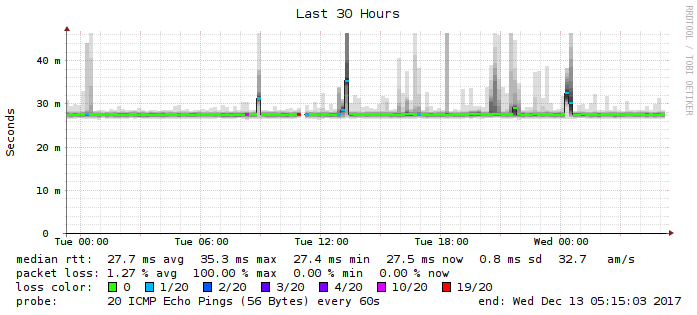 Last 30 Hours
RRDTOOL / TOBI OETIKER
Seconds
40 m
30 m
20 m
10 m
0
Tue 00:00 Tue 06:00 Tue 12:00 Tue 18:00 Wed 00:00
median rtt: 27.7 ms avg 35.3 ms max 27.4 ms min 27.5 ms now 0.8 ms sd 32.7 am/s
packet loss: 1.27 % avg 100.00 % max 0.00 % min 0.00 % now
loss color: 0 1/20 2/20 3/20 4/20 10/20 19/20
probe: 20 ICMP Echo Pings (56 Bytes) every 60s end: Wed Dec 13 05:15:03 2017